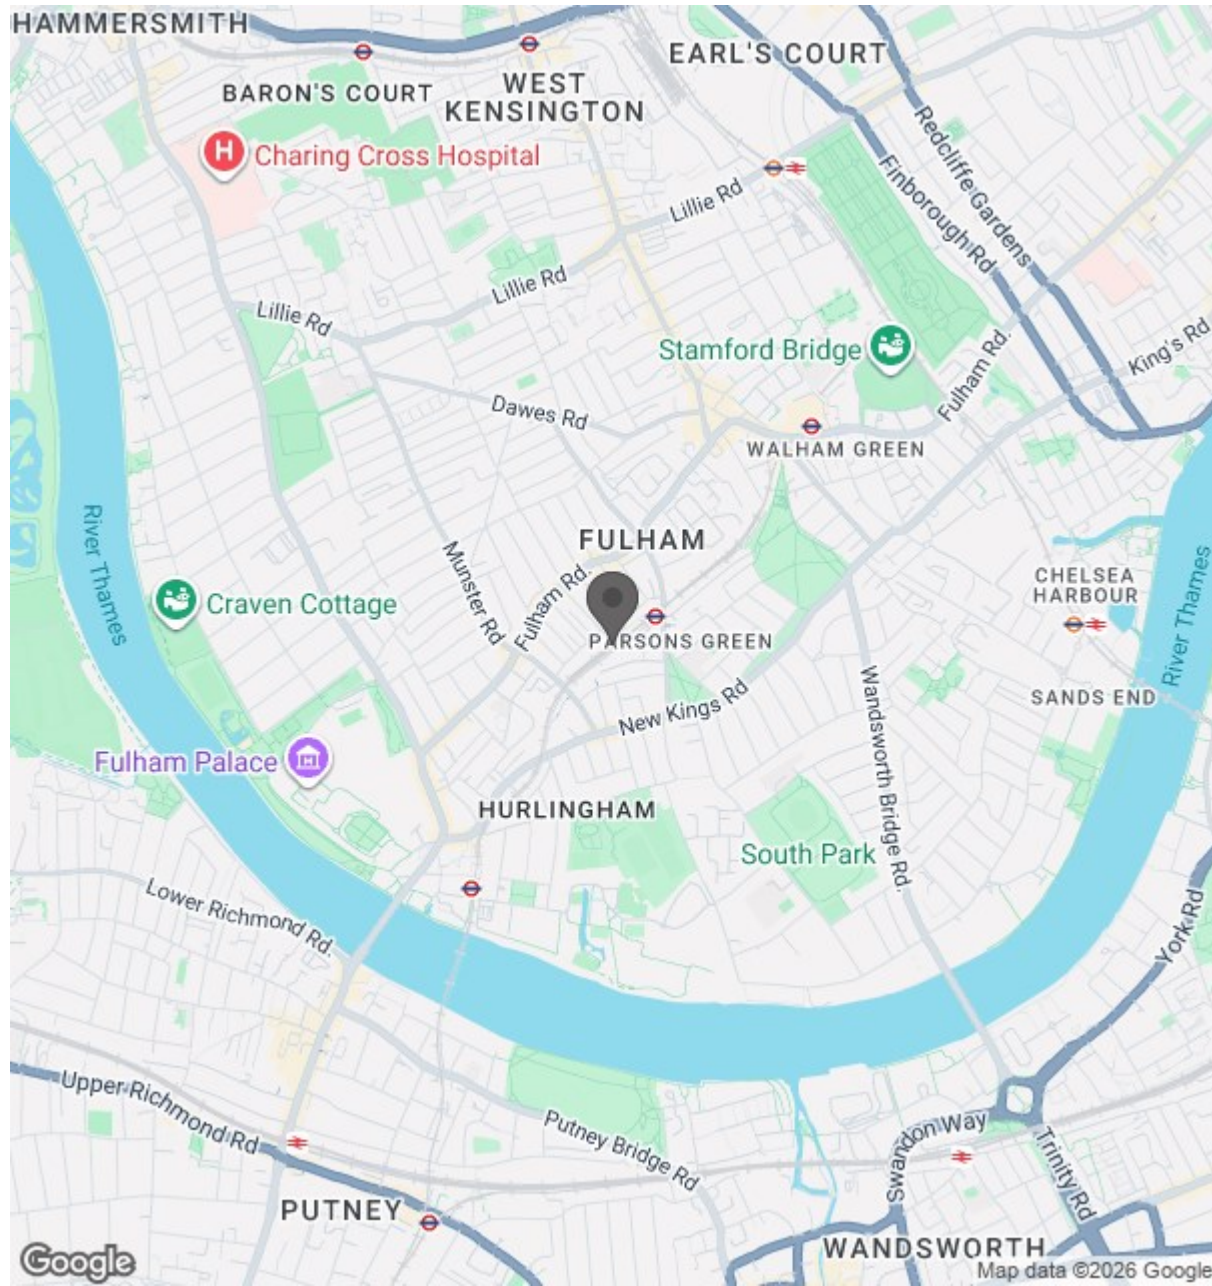 HAMMERSMITH
EARL'S COURT
BARON'S COURT
WEST
KENSINGTON
H
Charing Cross Hospital
Redcliffe Gardens
Finborough Rd
Lillie Rd
Lillie Rd
Lillie Rd
Stamford Bridge
Fulham Rd.
King's Rd
Dawes Rd
WALHAM GREEN
River Thames
FULHAM
Munster Rd
Fulham Rd.
CHELSEA
HARBOUR
River Thames
Craven Cottage
PARSONS GREEN
Wandsworth Bridge Rd.
SANDS END
New Kings Rd
Fulham Palace
HURLINGHAM
South Park
Lower Richmond Rd.
York Rd
Upper Richmond Rd
Putney Bridge Rd
Swandon Way
Trinity Rd
PUTNEY
WANDSWORTH
Google
Map data ©2026 Google